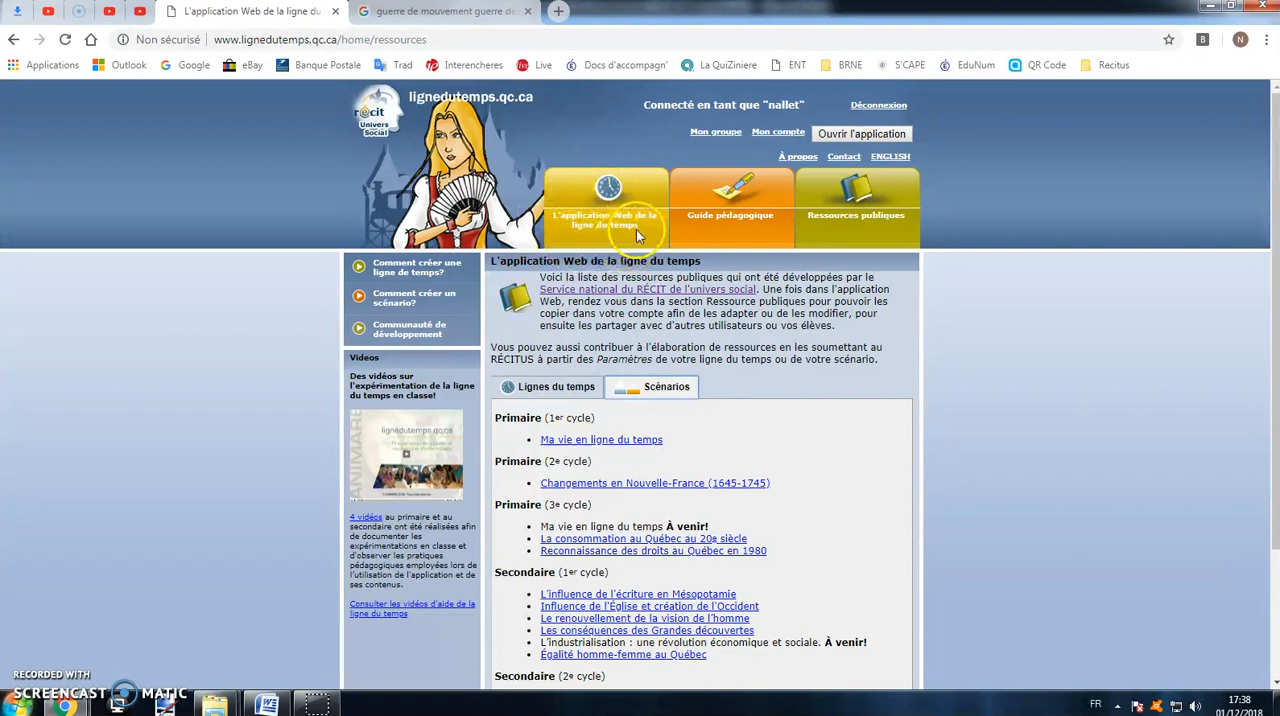 L'application Web de la ligne du
guerre de mouvement guerre de
Non sécurisé
www.lignedutemps.qc.ca/home/ressources
B
N
Applications
Outlook
Google
eBay
Banque Postale
Trad
Interencheres
Live
Docs d'accompagn'
La QuiZiniere
ENT
BRNE
S'CAPE
EduNum
QR Code
Recitus
récit
Univers
Social
lignedutemps.qc.ca
Connecté en tant que "nallet"
Déconnexion
Mon groupe
Mon compte
Ouvrir l'application
À propos
Contact
ENGLISH
L'application Web de la
ligne du temps
Guide pédagogique
Ressources publiques
Comment créer une
ligne de temps?
Comment créer un
scénario?
Communauté de
développement
Videos
Des vidéos sur
l'expérimentation de la ligne
du temps en classe!
lignedutemps.qc.ca
4 vidéos au primaire et au
secondaire ont été réalisées afin
de documenter les
expérimentations en classe et
d'observer les pratiques
pédagogiques employées lors de
l'utilisation de l'application et de
ses contenus.
Consulter les vidéos d'aide de la
ligne du temps
L'application Web de la ligne du temps
Voici la liste des ressources publiques qui ont été développées par le
Service national du RÉCIT de l'univers social. Une fois dans l'application
Web, rendez vous dans la section Ressource publiques pour pouvoir les
copier dans votre compte afin de les adapter ou de les modifier, pour
ensuite les partager avec d'autres utilisateurs ou vos élèves.
Vous pouvez aussi contribuer à l'élaboration de ressources en les soumettant au
RÉCITUS à partir des Paramètres de votre ligne du temps ou de votre scénario.
Lignes du temps
Scénarios
Primaire (1er cycle)
Ma vie en ligne du temps
Primaire (2e cycle)
Changements en Nouvelle-France (1645-1745)
Primaire (3e cycle)
Ma vie en ligne du temps À venir!
La consommation au Québec au 20e siècle
Reconnaissance des droits au Québec en 1980
Secondaire (1er cycle)
L'influence de l'écriture en Mésopotamie
Influence de l'Église et création de l'Occident
Le renouvellement de la vision de l'homme
Les conséquences des Grandes découvertes
L'industrialisation : une révolution économique et sociale. À venir!
Égalité homme-femme au Québec
Secondaire (2e cycle)
RECORDED WITH
SCREENCAST MATIC
FR
17:38
01/12/2018